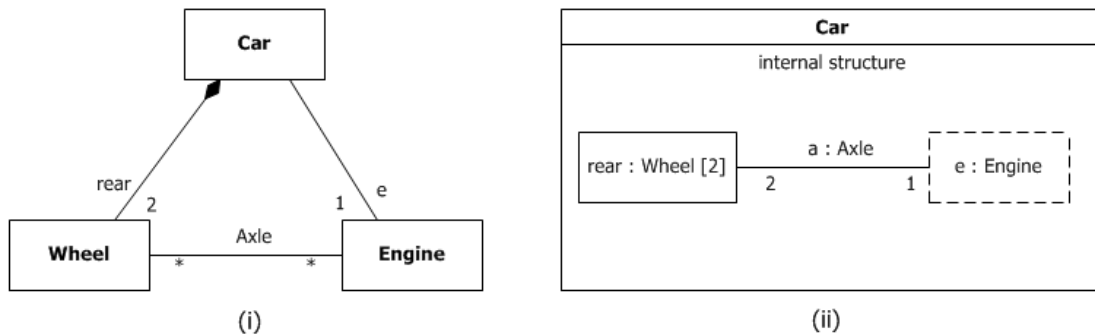 Car
rear
2
1
e
Wheel
*
Axle
*
Engine
(i)
Car
internal structure
rear : Wheel [2]
a : Axle
2
1
e : Engine
(ii)